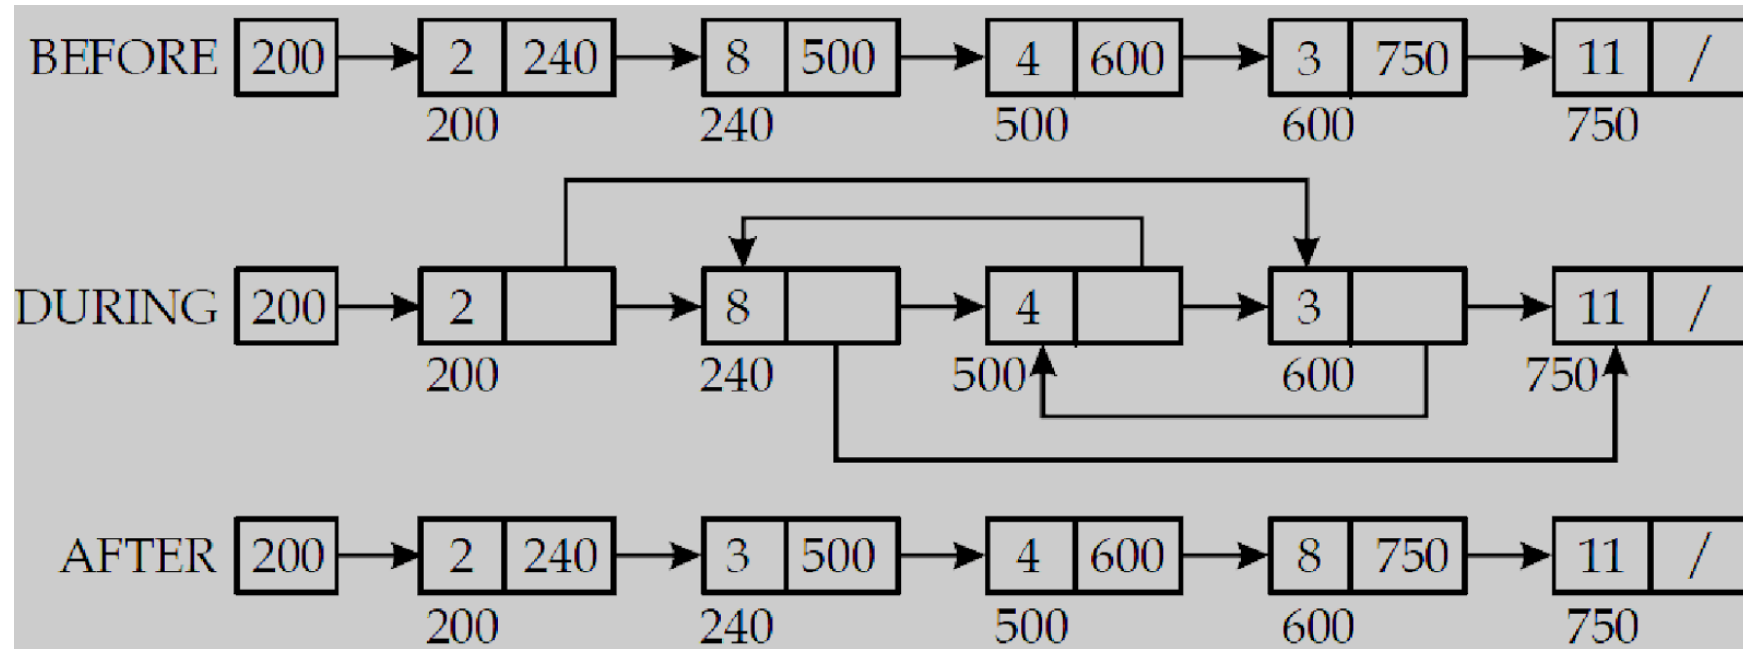 BEFORE 200 2 240 8 500 4 600 3 750 11 /
200 240 500 600 750
DURING 200 2 8 4 3 11 /
200 240 500 600 750
AFTER 200 2 240 3 500 4 600 8 750 11 /
200 240 500 600 750